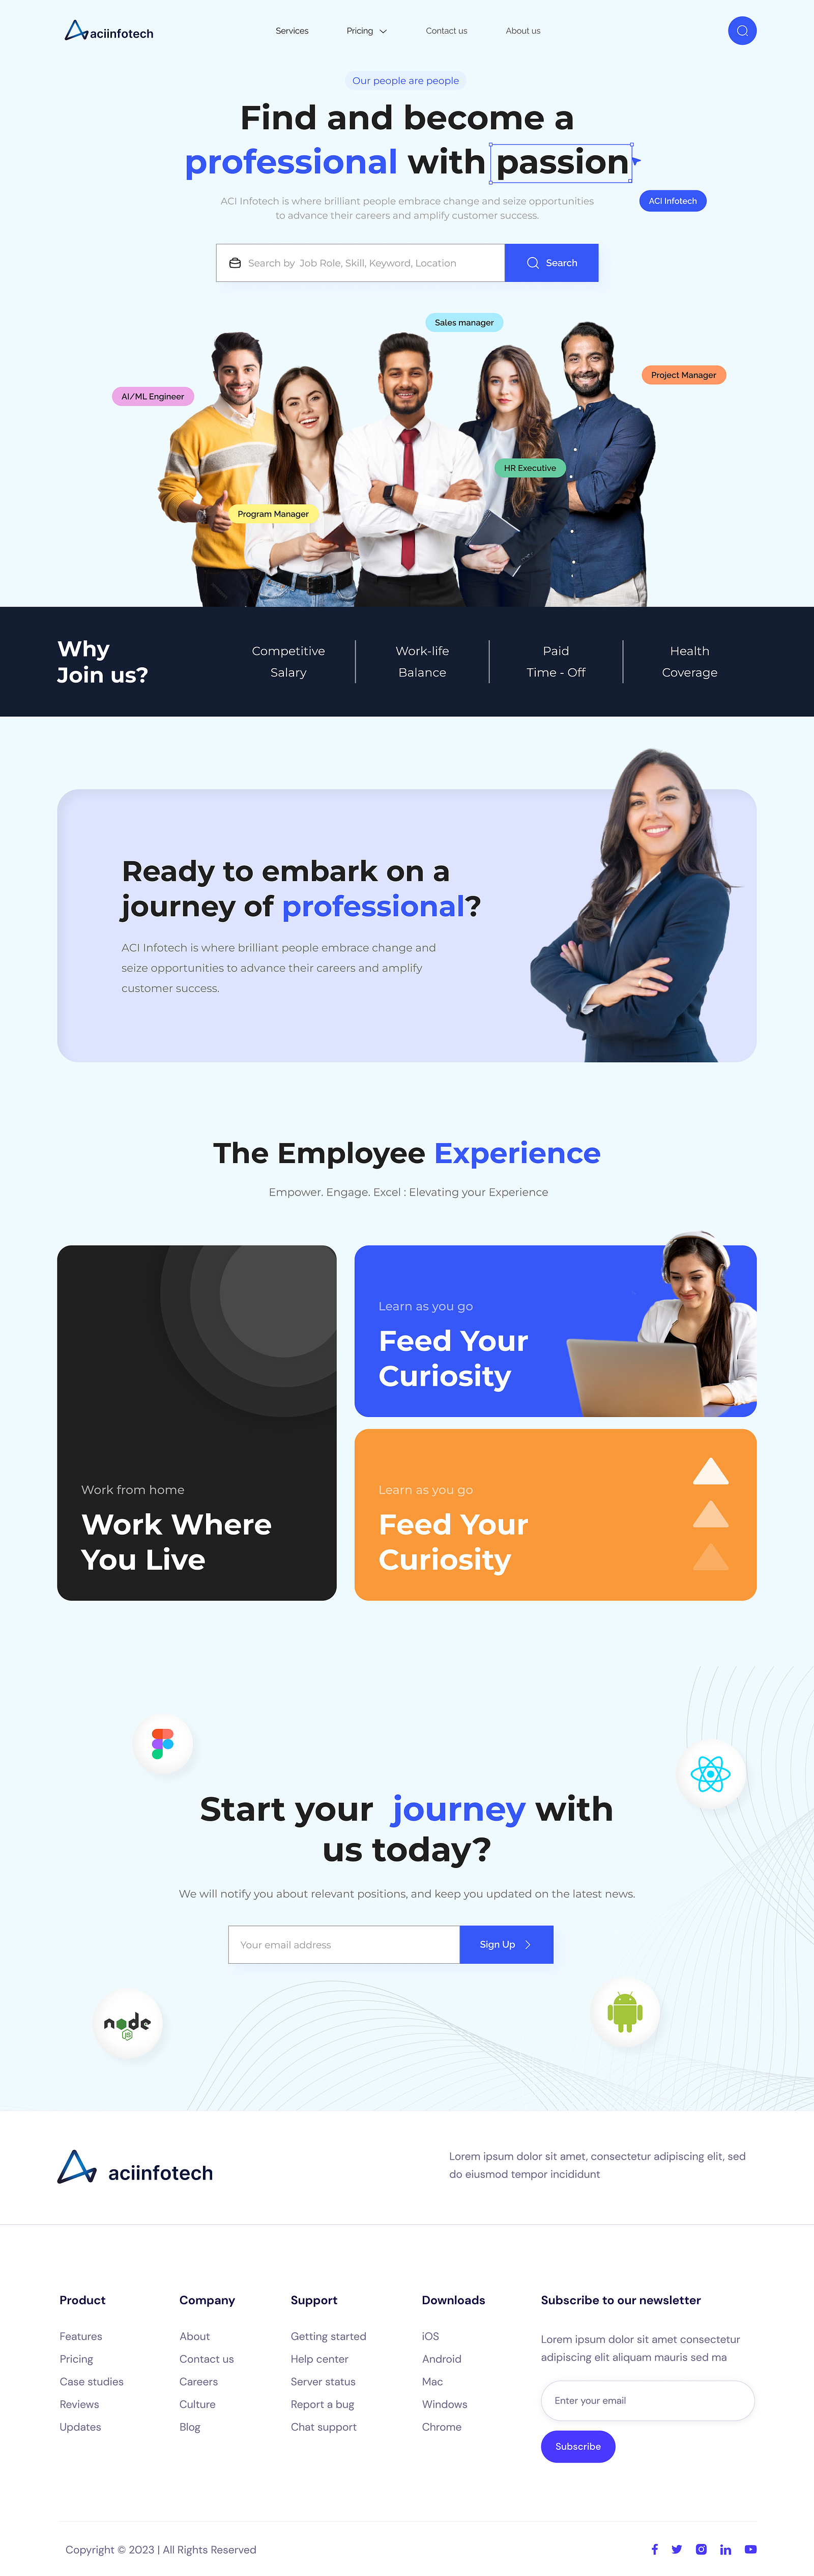 aciinfotech
Services
Pricing
Contact us
About us
Our people are people
Find and become a
professional with passion
ACI Infotech is where brilliant people embrace change and seize opportunities
to advance their careers and amplify customer success.
ACI Infotech
Search by Job Role, Skill, Keyword, Location
Search
Sales manager
Project Manager
AI/ML Engineer
HR Executive
Program Manager
Why
Join us?
Competitive
Salary
Work-life
Balance
Paid
Time - Off
Health
Coverage
Ready to embark on a
journey of professional?
ACI Infotech is where brilliant people embrace change and
seize opportunities to advance their careers and amplify
customer success.
The Employee Experience
Empower. Engage. Excel : Elevating your Experience
Work from home
Work Where
You Live
Learn as you go
Feed Your
Curiosity
Learn as you go
Feed Your
Curiosity
Start your journey with
us today?
We will notify you about relevant positions, and keep you updated on the latest news.
Your email address
Sign Up
node
JS
aciinfotech
Lorem ipsum dolor sit amet, consectetur adipiscing elit, sed
do eiusmod tempor incididunt
Product
Features
Pricing
Case studies
Reviews
Updates
Company
About
Contact us
Careers
Culture
Blog
Support
Getting started
Help center
Server status
Report a bug
Chat support
Downloads
iOS
Android
Mac
Windows
Chrome
Subscribe to our newsletter
Lorem ipsum dolor sit amet consectetur
adipiscing elit aliquam mauris sed ma
Enter your email
Subscribe
Copyright © 2023 | All Rights Reserved